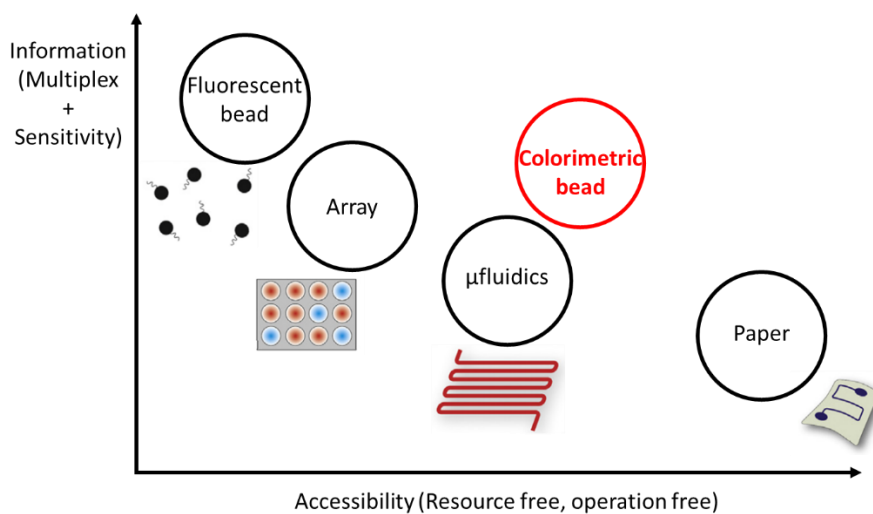 Information
(Multiplex
+
Sensitivity)
Fluorescent
bead
Array
Colorimetric
bead
µfluidics
Paper
Accessibility (Resource free, operation free)